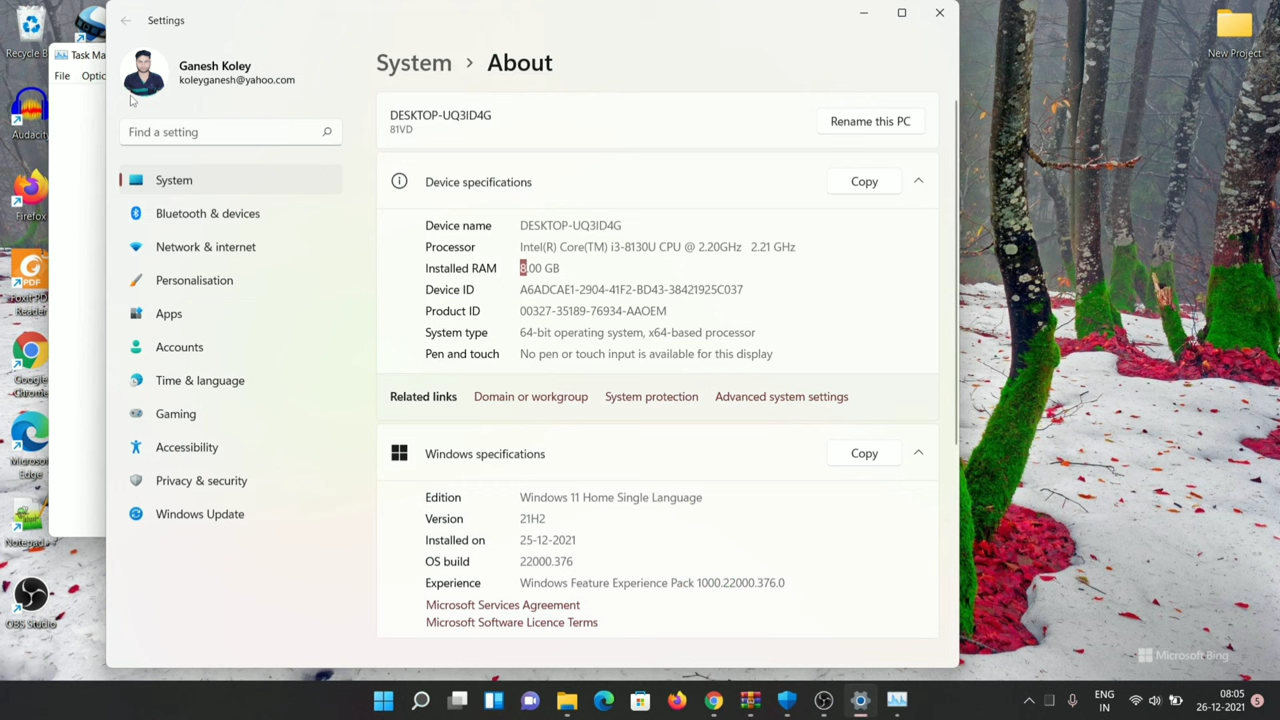 Recycle B
Audacity
Firefox
Foxit PDF
Reader
Google
Chrome
Microsoft
Edge
Notepad++
OBS Studio
Task Ma
File
Optio
Settings
Ganesh Koley
koleyganesh@yahoo.com
Find a setting
System
Bluetooth & devices
Network & internet
Personalisation
Apps
Accounts
Time & language
Gaming
Accessibility
Privacy & security
Windows Update
System > About
DESKTOP-UQ3ID4G
81VD
Rename this PC
Device specifications
Copy
Device name DESKTOP-UQ3ID4G
Processor Intel(R) Core(TM) i3-8130U CPU @ 2.20GHz 2.21 GHz
Installed RAM 8.00 GB
Device ID A6ADCAE1-2904-41F2-BD43-38421925C037
Product ID 00327-35189-76934-AAOEM
System type 64-bit operating system, x64-based processor
Pen and touch No pen or touch input is available for this display
Related links Domain or workgroup System protection Advanced system settings
Windows specifications
Copy
Edition Windows 11 Home Single Language
Version 21H2
Installed on 25-12-2021
OS build 22000.376
Experience Windows Feature Experience Pack 1000.22000.376.0
Microsoft Services Agreement
Microsoft Software Licence Terms
New Project
Microsoft Bing
ENG
IN
08:05
26-12-2021
5